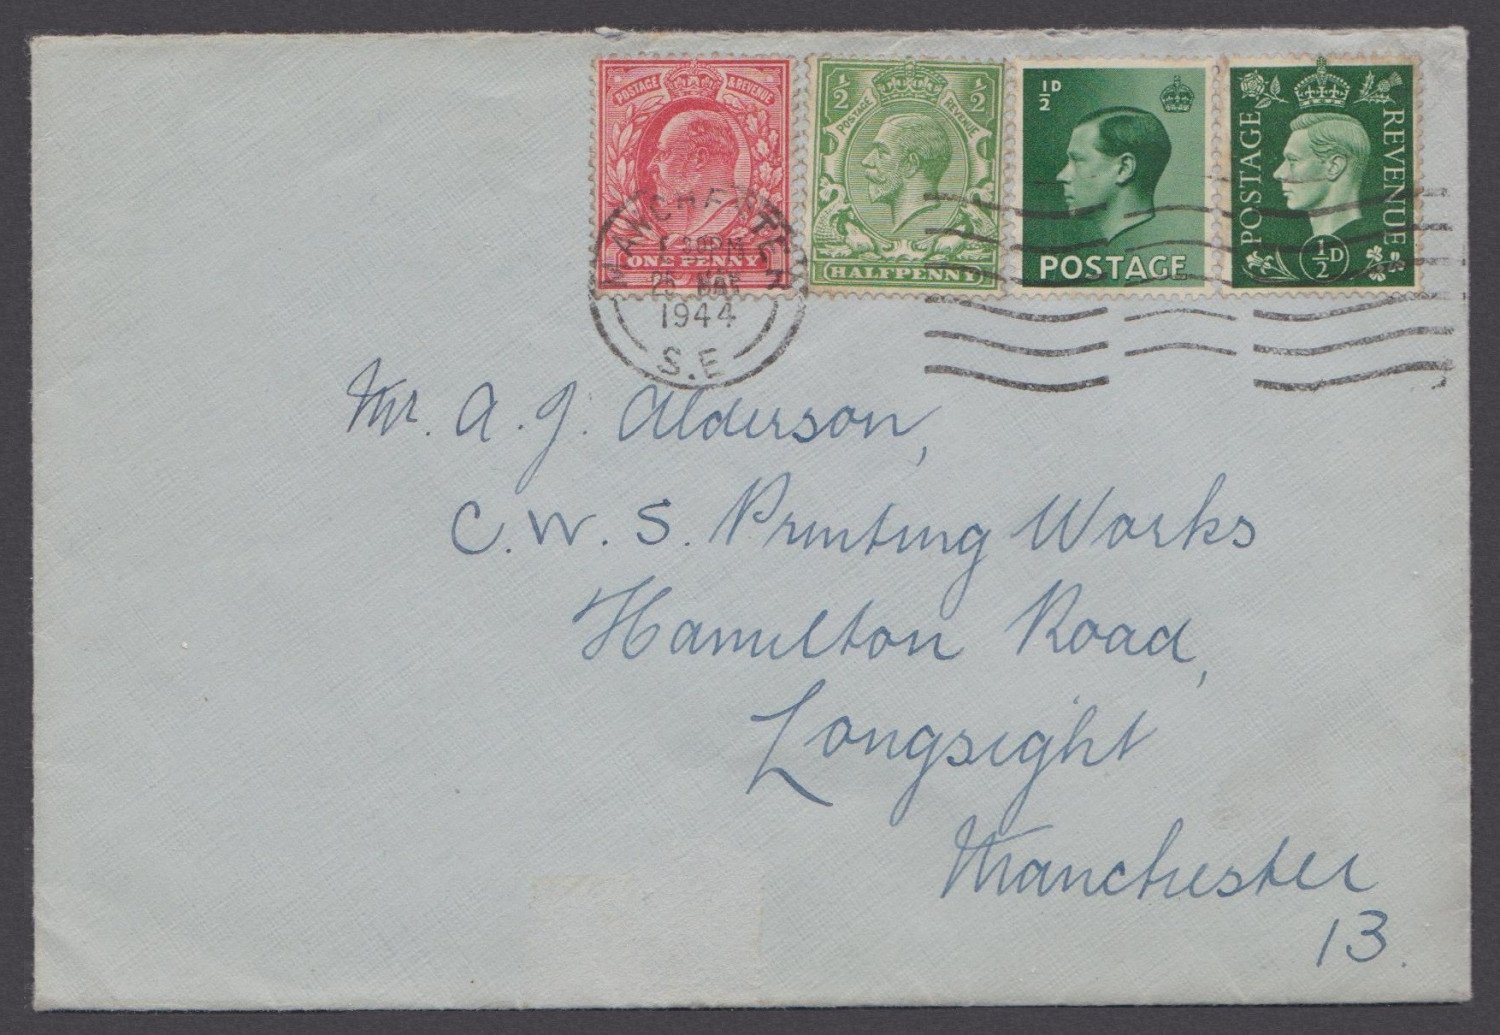 POSTAGE & REVENUE
ONE PENNY
½ ½
POSTAGE REVENUE
HALFPENNY
½D
POSTAGE
POSTAGE REVENUE
½D
MANCHESTER
1944
S.E
Mr. A. J. Alderson,
C. W. S. Printing Works
Hamilton Road,
Longsight
Manchester
13.